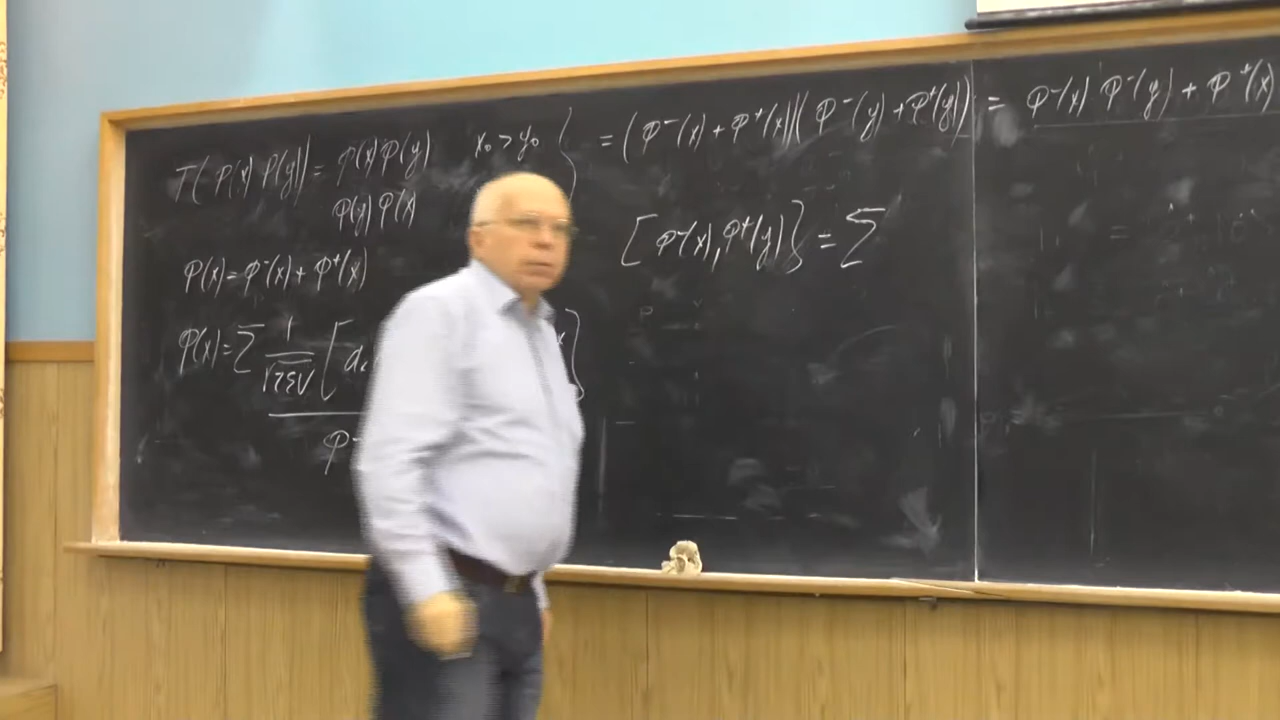 T(φ(x) φ(y)) = φ(x) φ(y) x₀ > y₀
φ(y) φ(x)
= (φ⁻(x) + φ⁺(x))(φ⁻(y) + φ⁺(y)) = φ⁻(x) φ⁻(y) + φ⁺(x)
φ(x) = φ⁻(x) + φ⁺(x)
[φ⁻(x), φ⁺(y)] = Σ
φ(x) = Σ 1/√2εV [a
φ⁻